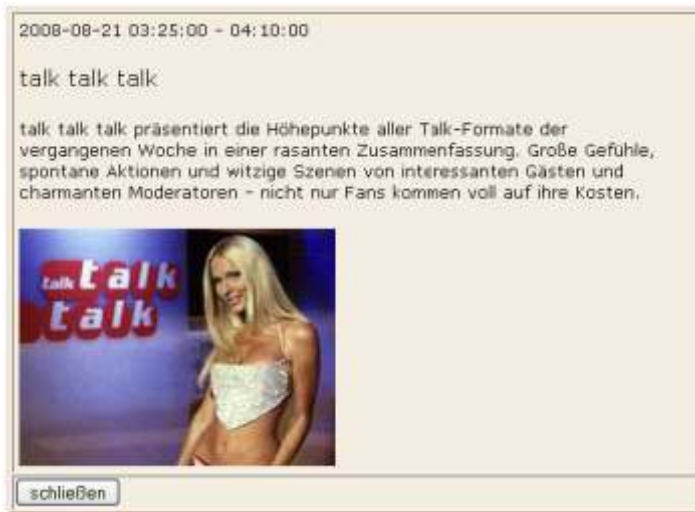 2008-08-21 03:25:00 - 04:10:00
talk talk talk
talk talk talk präsentiert die Höhepunkte aller Talk-Formate der
vergangenen Woche in einer rasanten Zusammenfassung. Große Gefühle,
spontane Aktionen und witzige Szenen von interessanten Gästen und
charmanten Moderatoren - nicht nur Fans kommen voll auf ihre Kosten.
talk talk
talk
schließen